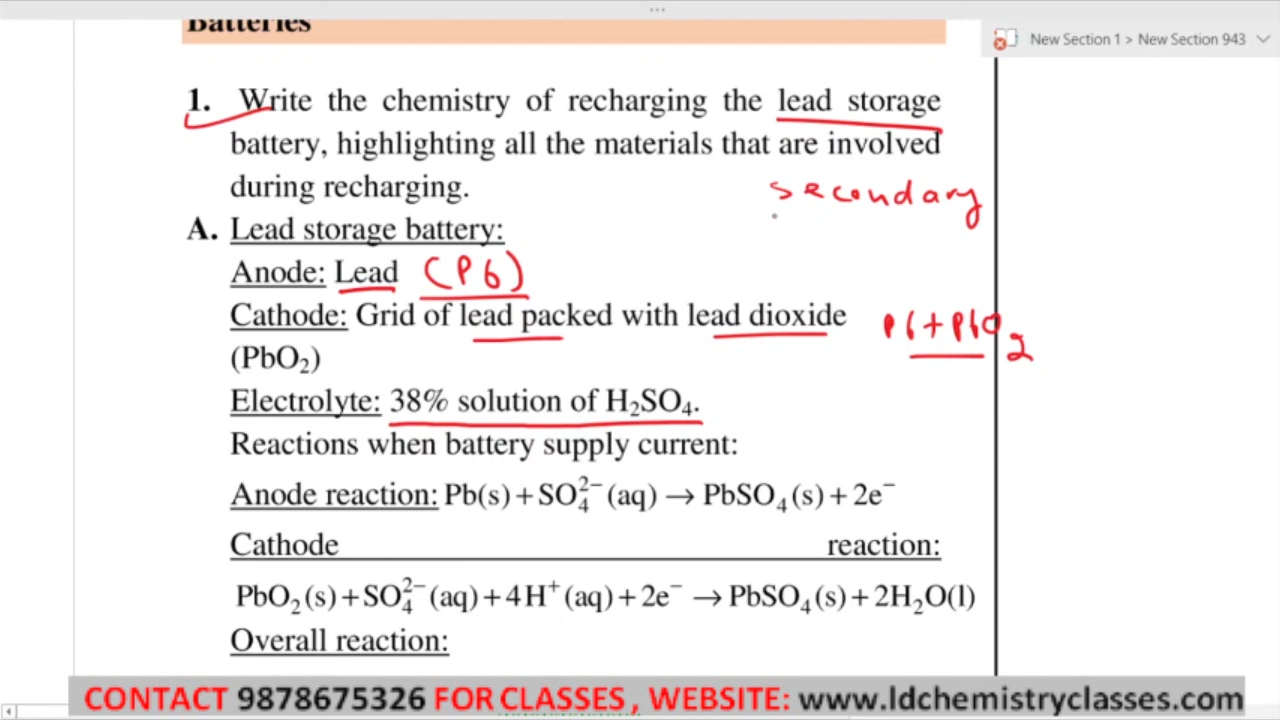 ...
Batteries
New Section 1 > New Section 943
1. Write the chemistry of recharging the lead storage
battery, highlighting all the materials that are involved
during recharging.
secondary
A. Lead storage battery:
Anode: Lead (Pb)
Cathode: Grid of lead packed with lead dioxide Pb+PbO₂
(PbO₂)
Electrolyte: 38% solution of H₂SO₄.
Reactions when battery supply current:
Anode reaction: Pb(s) + SO₄²⁻ (aq) → PbSO₄ (s) + 2e⁻
Cathode reaction:
PbO₂ (s) + SO₄²⁻ (aq) + 4H⁺ (aq) + 2e⁻ → PbSO₄ (s) + 2H₂O(l)
Overall reaction:
CONTACT 9878675326 FOR CLASSES , WEBSITE: www.ldchemistryclasses.com